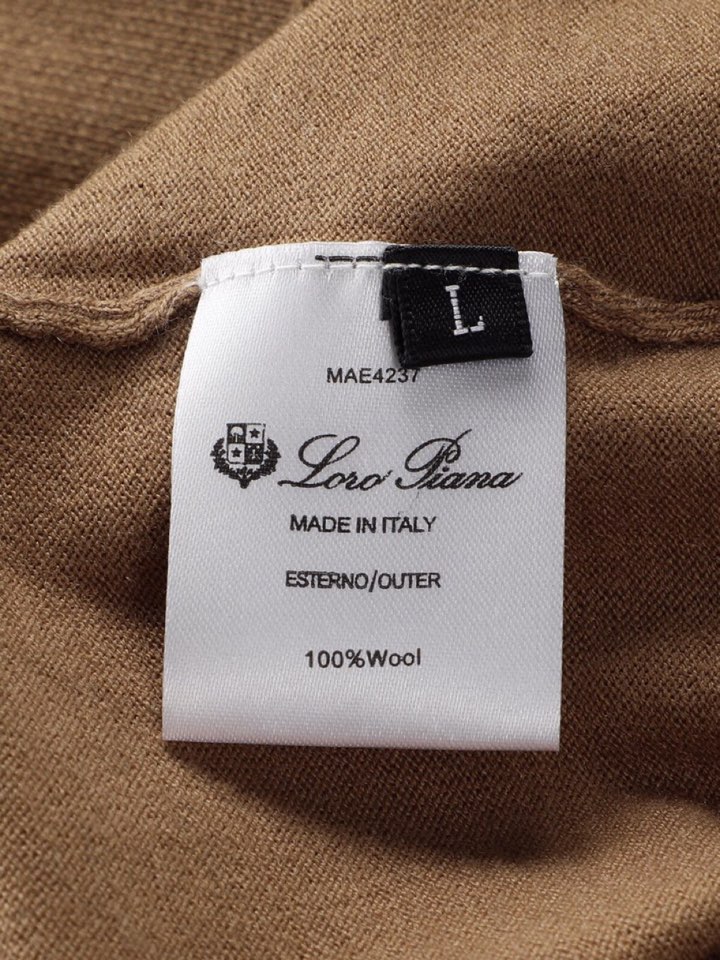 L
MAE4237
Loro Piana
MADE IN ITALY
ESTERNO/OUTER
100%Wool